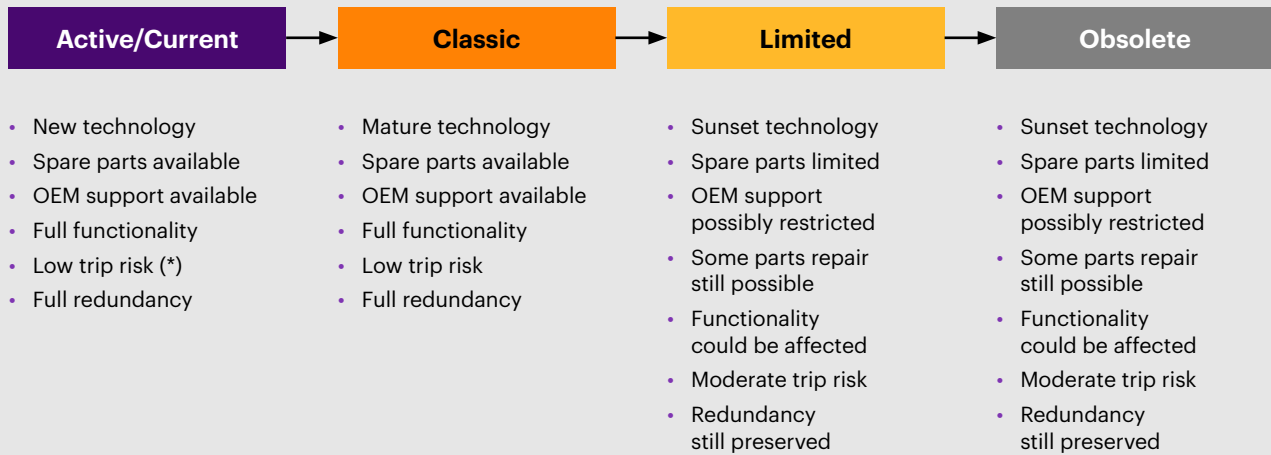 Active/Current
Classic
Limited
Obsolete
• New technology
• Spare parts available
• OEM support available
• Full functionality
• Low trip risk (*)
• Full redundancy
• Mature technology
• Spare parts available
• OEM support available
• Full functionality
• Low trip risk
• Full redundancy
• Sunset technology
• Spare parts limited
• OEM support
possibly restricted
• Some parts repair
still possible
• Functionality
could be affected
• Moderate trip risk
• Redundancy
still preserved
• Sunset technology
• Spare parts limited
• OEM support
possibly restricted
• Some parts repair
still possible
• Functionality
could be affected
• Moderate trip risk
• Redundancy
still preserved